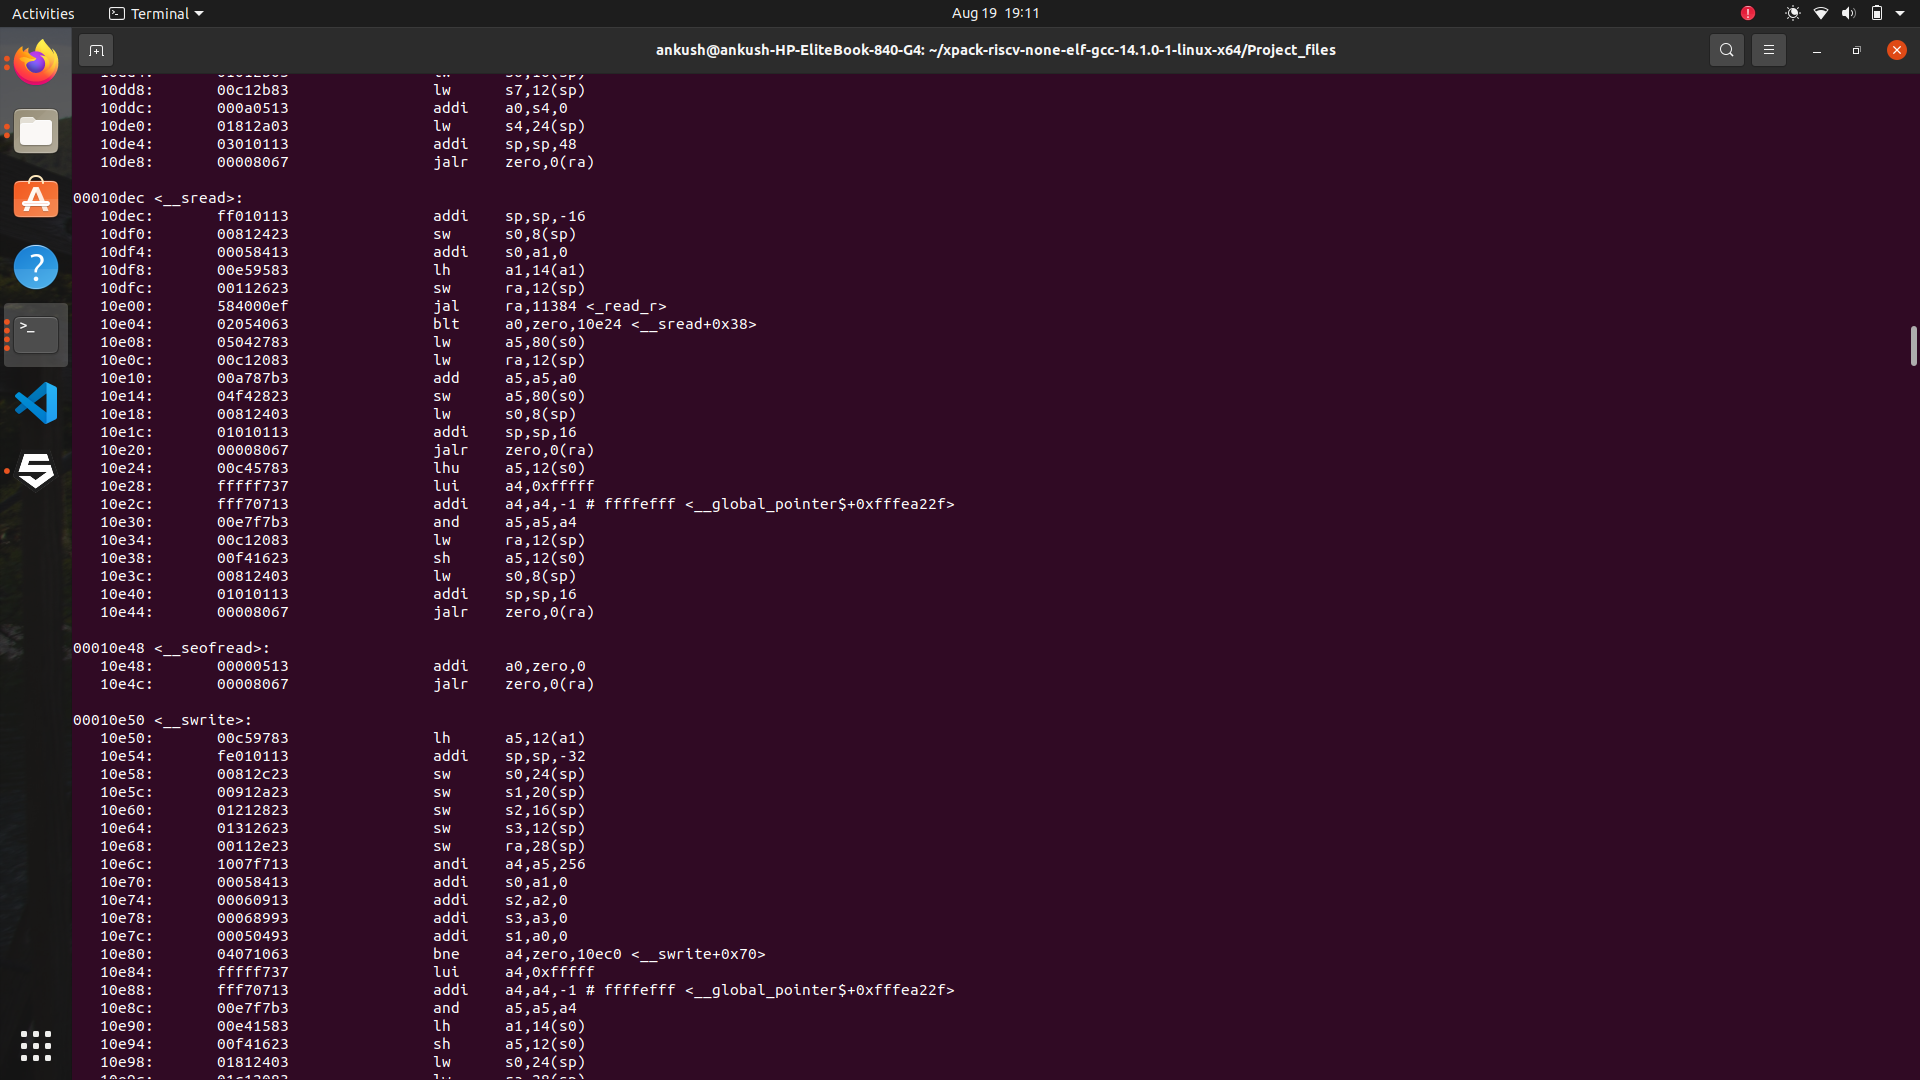 Activities Terminal Aug 19 19:11
ankush@ankush-HP-EliteBook-840-G4: ~/xpack-riscv-none-elf-gcc-14.1.0-1-linux-x64/Project_files
10dd8: 00c12b83 lw s7,12(sp)
10ddc: 000a0513 addi a0,s4,0
10de0: 01812a03 lw s4,24(sp)
10de4: 03010113 addi sp,sp,48
10de8: 00008067 jalr zero,0(ra)
00010dec <__sread>:
10dec: ff010113 addi sp,sp,-16
10df0: 00812423 sw s0,8(sp)
10df4: 00058413 addi s0,a1,0
10df8: 00e59583 lh a1,14(a1)
10dfc: 00112623 sw ra,12(sp)
10e00: 584000ef jal ra,11384 <_read_r>
10e04: 02054063 blt a0,zero,10e24 <__sread+0x38>
10e08: 05042783 lw a5,80(s0)
10e0c: 00c12083 lw ra,12(sp)
10e10: 00a787b3 add a5,a5,a0
10e14: 04f42823 sw a5,80(s0)
10e18: 00812403 lw s0,8(sp)
10e1c: 01010113 addi sp,sp,16
10e20: 00008067 jalr zero,0(ra)
10e24: 00c45783 lhu a5,12(s0)
10e28: fffff737 lui a4,0xfffff
10e2c: fff70713 addi a4,a4,-1 # ffffefff <__global_pointer$+0xfffea22f>
10e30: 00e7f7b3 and a5,a5,a4
10e34: 00c12083 lw ra,12(sp)
10e38: 00f41623 sh a5,12(s0)
10e3c: 00812403 lw s0,8(sp)
10e40: 01010113 addi sp,sp,16
10e44: 00008067 jalr zero,0(ra)
00010e48 <__seofread>:
10e48: 00000513 addi a0,zero,0
10e4c: 00008067 jalr zero,0(ra)
00010e50 <__swrite>:
10e50: 00c59783 lh a5,12(a1)
10e54: fe010113 addi sp,sp,-32
10e58: 00812c23 sw s0,24(sp)
10e5c: 00912a23 sw s1,20(sp)
10e60: 01212823 sw s2,16(sp)
10e64: 01312623 sw s3,12(sp)
10e68: 00112e23 sw ra,28(sp)
10e6c: 1007f713 andi a4,a5,256
10e70: 00058413 addi s0,a1,0
10e74: 00060913 addi s2,a2,0
10e78: 00068993 addi s3,a3,0
10e7c: 00050493 addi s1,a0,0
10e80: 04071063 bne a4,zero,10ec0 <__swrite+0x70>
10e84: fffff737 lui a4,0xfffff
10e88: fff70713 addi a4,a4,-1 # ffffefff <__global_pointer$+0xfffea22f>
10e8c: 00e7f7b3 and a5,a5,a4
10e90: 00e41583 lh a1,14(s0)
10e94: 00f41623 sh a5,12(s0)
10e98: 01812403 lw s0,24(sp)